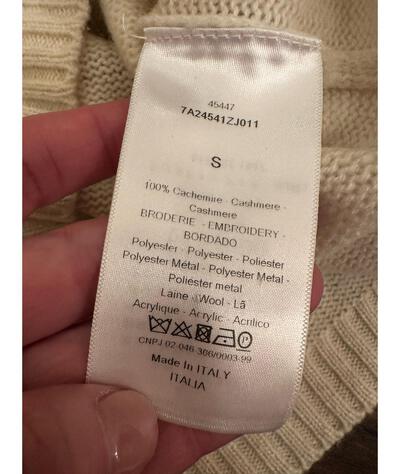 45447
7A24541ZJ011
S
100% Cachemire - Cashmere -
Cashmere
BRODERIE - EMBROIDERY -
BORDADO
Polyester - Polyester - Poliester
Polyester Métal - Polyester Metal -
Poliester metal
Laine - Wool - Lã
Acrylique - Acrylic - Acrilico
P
CNPJ 02-046-306/0003-99
Made In ITALY
ITALIA